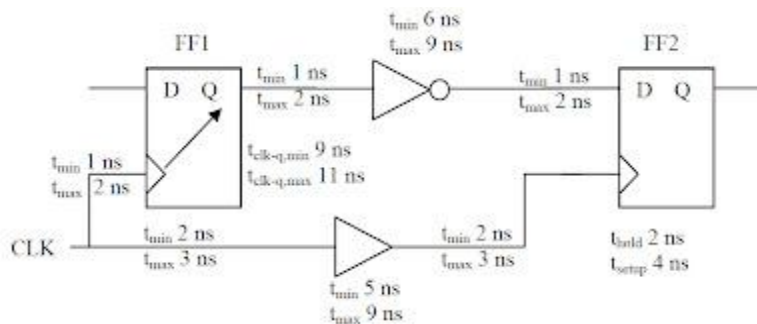 t_min 6 ns
t_max 9 ns
FF1
FF2
t_min 1 ns
t_max 2 ns
t_min 1 ns
t_max 2 ns
D Q
D Q
t_min 1 ns
t_max 2 ns
t_clk-q,min 9 ns
t_clk-q,max 11 ns
CLK
t_min 2 ns
t_max 3 ns
t_min 2 ns
t_max 3 ns
t_hold 2 ns
t_setup 4 ns
t_min 5 ns
t_max 9 ns